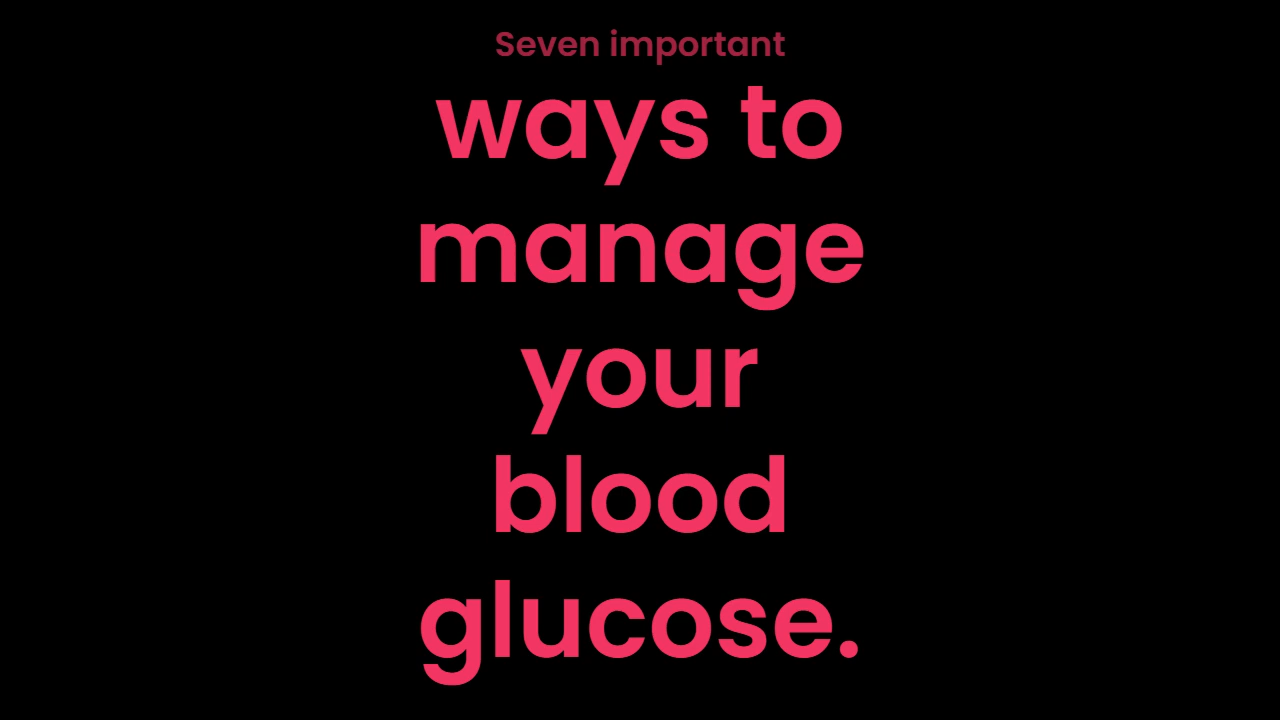 Seven important
ways to
manage
your
blood
glucose.